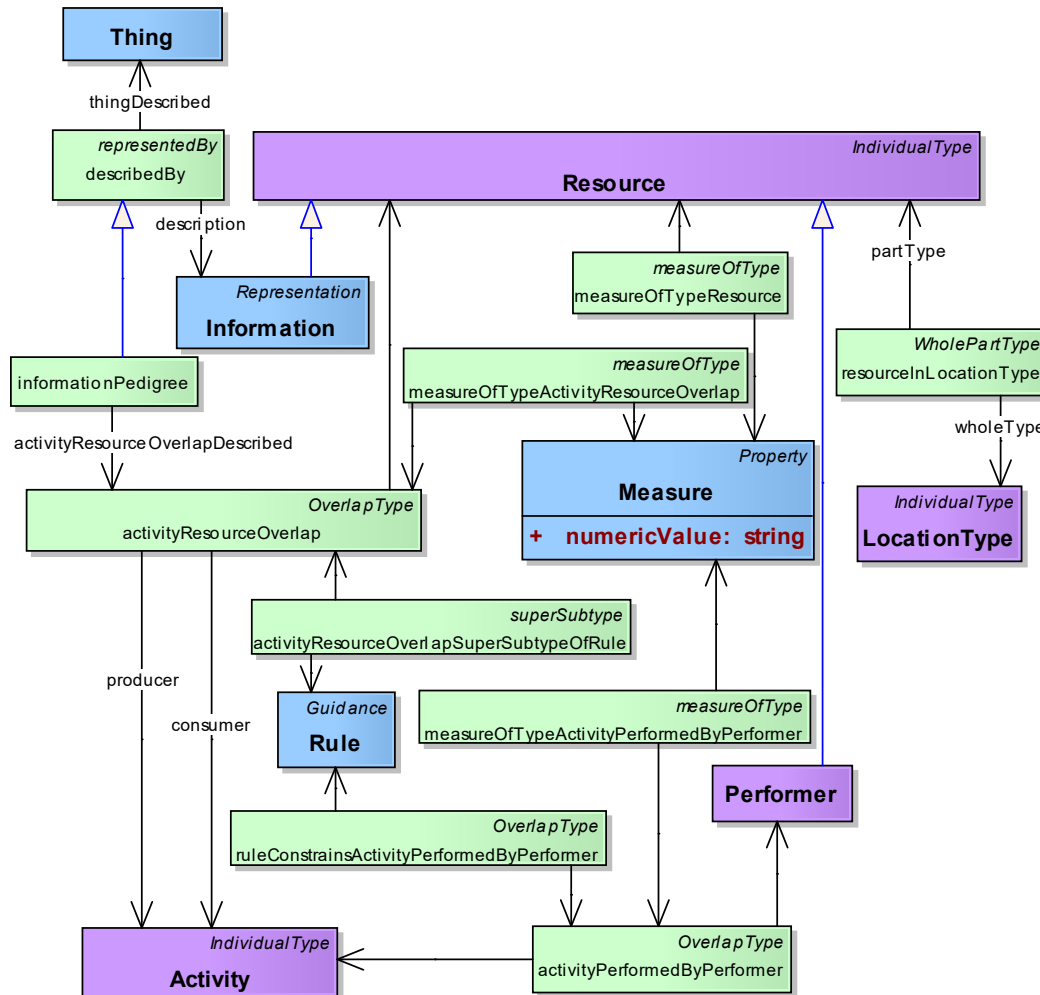 Thing
thingDescribed
representedBy
describedBy
IndividualType
Resource
description
partType
Representation
Information
measureOfType
measureOfTypeResource
WholePartType
resourceInLocationType
informationPedigree
measureOfType
measureOfTypeActivityResourceOverlap
activityResourceOverlapDescribed
wholeType
Property
Measure
+ numericValue: string
OverlapType
activityResourceOverlap
IndividualType
LocationType
superSubtype
activityResourceOverlapSuperSubtypeOfRule
producer
consumer
Guidance
Rule
measureOfType
measureOfTypeActivityPerformedByPerformer
Performer
OverlapType
ruleConstrainsActivityPerformedByPerformer
IndividualType
Activity
OverlapType
activityPerformedByPerformer